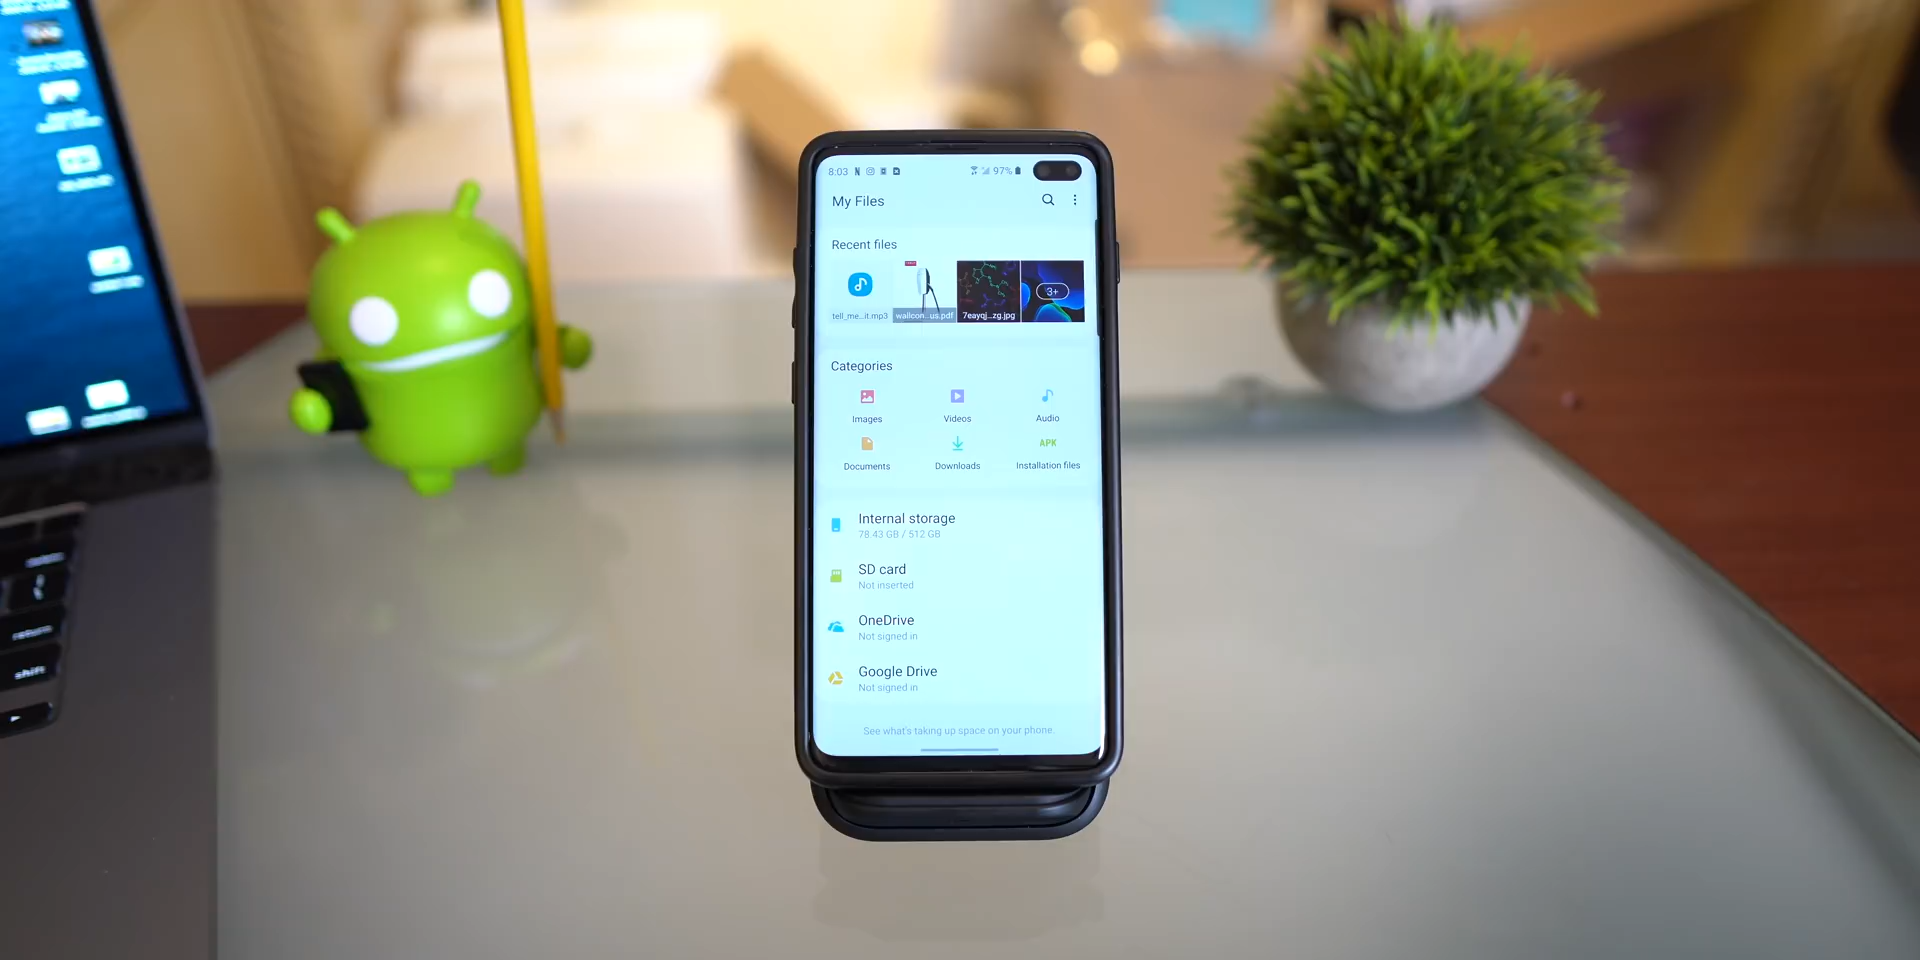 8:03 97%
My Files
Recent files
3+
tell_me...it.mp3 wallcon...us.pdf 7eayqj...zg.jpg
Categories
Images Videos Audio
APK
Documents Downloads Installation files
Internal storage
78.43 GB / 512 GB
SD card
Not inserted
OneDrive
Not signed in
Google Drive
Not signed in
See what's taking up space on your phone.
return
shift